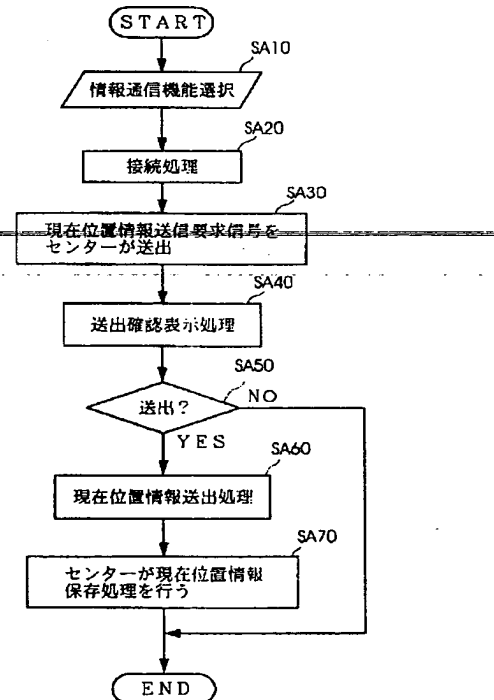 START
SA10
情報通信機能選択
SA20
接続処理
SA30
現在位置情報送信要求信号を
センターが送出
SA40
送出確認表示処理
SA50
送出？
NO
YES
SA60
現在位置情報送出処理
SA70
センターが現在位置情報
保存処理を行う
END